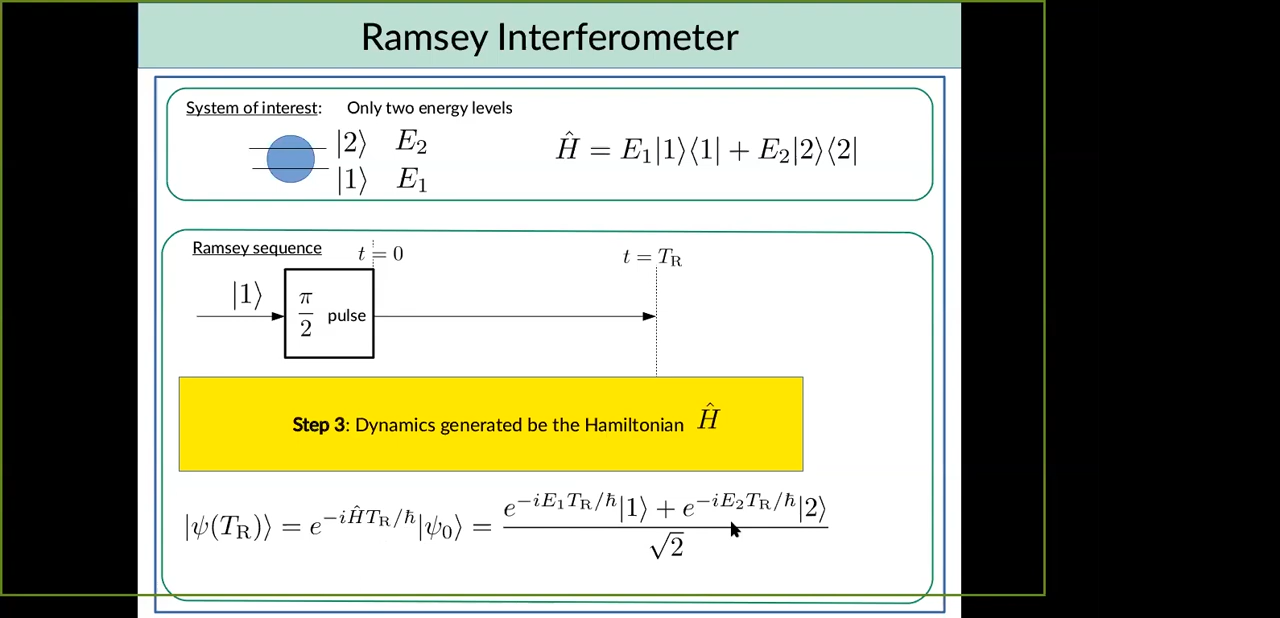 Ramsey Interferometer
System of interest: Only two energy levels
|2⟩ E₂
|1⟩ E₁
Ĥ = E₁|1⟩⟨1| + E₂|2⟩⟨2|
Ramsey sequence
t = 0
t = T_R
|1⟩
π/2 pulse
Step 3: Dynamics generated be the Hamiltonian Ĥ
|ψ(T_R)⟩ = e^{-iĤT_R/ħ}|ψ₀⟩ = (e^{-iE₁T_R/ħ}|1⟩ + e^{-iE₂T_R/ħ}|2⟩)/√2